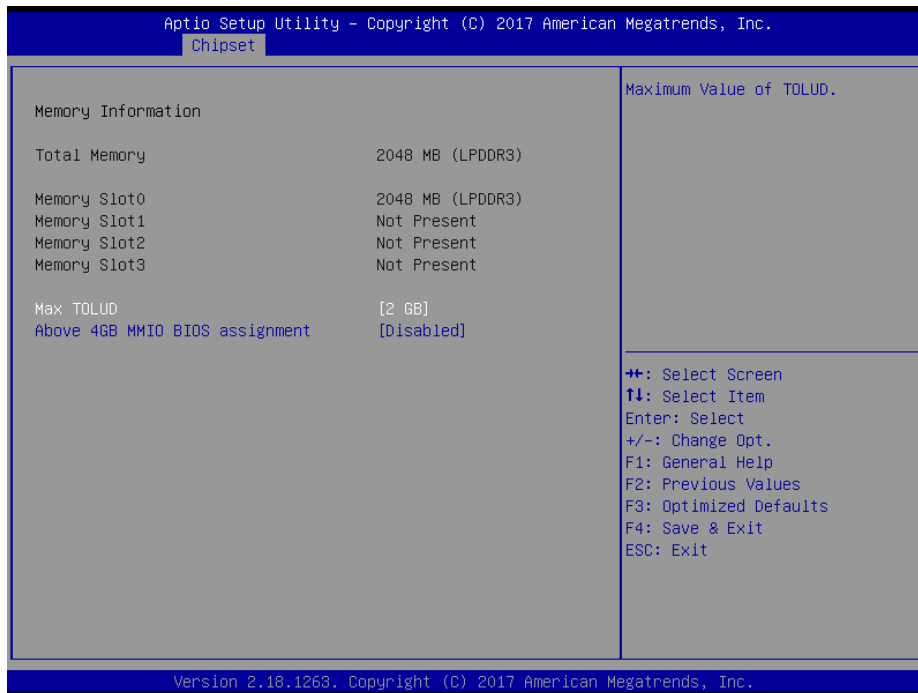 Aptio Setup Utility – Copyright (C) 2017 American Megatrends, Inc.
Chipset
Memory Information
Total Memory 2048 MB (LPDDR3)
Memory Slot0 2048 MB (LPDDR3)
Memory Slot1 Not Present
Memory Slot2 Not Present
Memory Slot3 Not Present
Max TOLUD [2 GB]
Above 4GB MMIO BIOS assignment [Disabled]
Maximum Value of TOLUD.
→←: Select Screen
↑↓: Select Item
Enter: Select
+/-: Change Opt.
F1: General Help
F2: Previous Values
F3: Optimized Defaults
F4: Save & Exit
ESC: Exit
Version 2.18.1263. Copyright (C) 2017 American Megatrends, Inc.